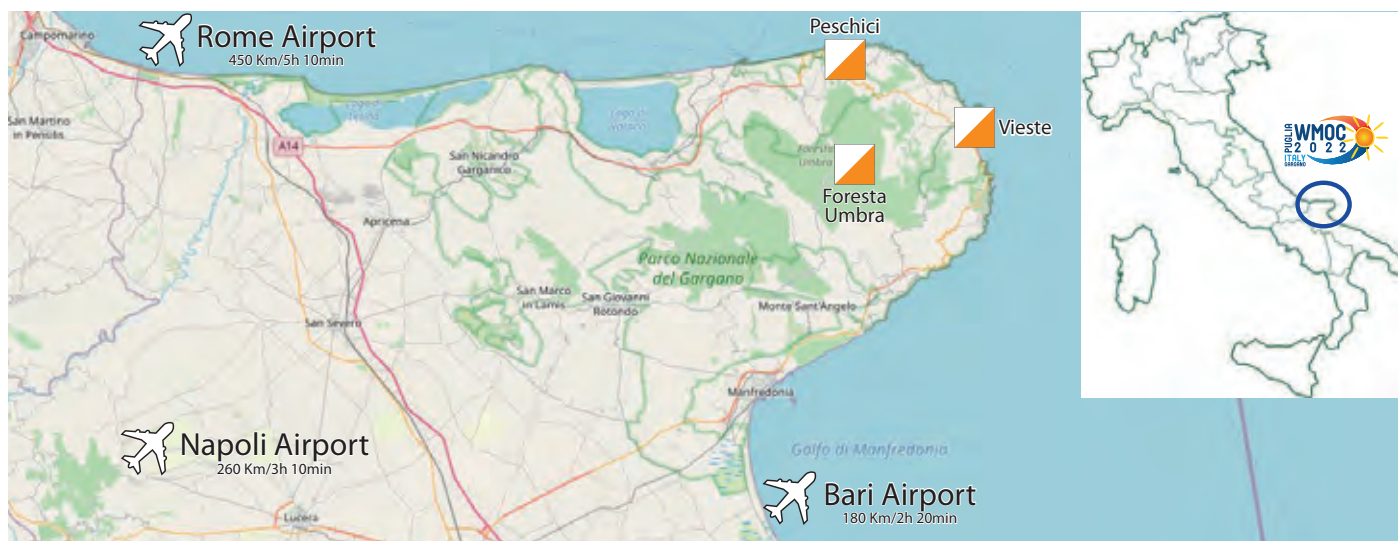 Rome Airport
450 Km/5h 10min
Campomarino
San Martino
in Pensilis
A14
Peschici
Vieste
Foresta
Umbra
San Nicandro
Garganico
Apricena
Foresta
Umbra
Parco Nazionale
del Gargano
San Marco
in Lamis
San Giovanni
Rotondo
Monte Sant'Angelo
San Severo
Manfredonia
Golfo di Manfredonia
Napoli Airport
260 Km/3h 10min
Bari Airport
180 Km/2h 20min
Lucera
PUGLIA
WMOC
2022
ITALY
GARGANO